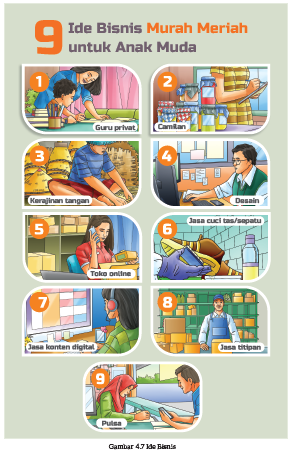 9 Ide Bisnis Murah Meriah
untuk Anak Muda
1
Guru privat
2
Camilan
3
Kerajinan tangan
4
Desain
5
Toko online
6
Jasa cuci tas/sepatu
7
Jasa konten digital
8
Jasa titipan
9
Pulsa
Gambar 4.7 Ide Bisnis